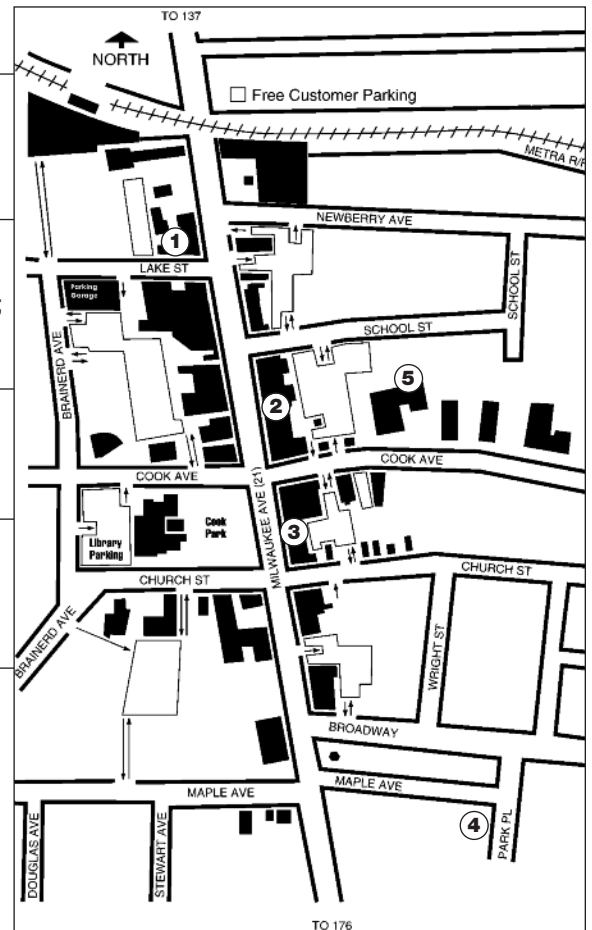 TO 137
NORTH
Free Customer Parking
METRA R/R
NEWBERRY AVE
1
LAKE ST
SCHOOL ST
Parking
Garage
SCHOOL ST
BRAINERD AVE
5
2
COOK AVE
COOK AVE
MILWAUKEE AVE (21)
3
Cook
Park
Library
Parking
CHURCH ST
CHURCH ST
BRAINERD AVE
WRIGHT ST
BROADWAY
MAPLE AVE
MAPLE AVE
4
PARK PL
DOUGLAS AVE
STEWART AVE
TO 176